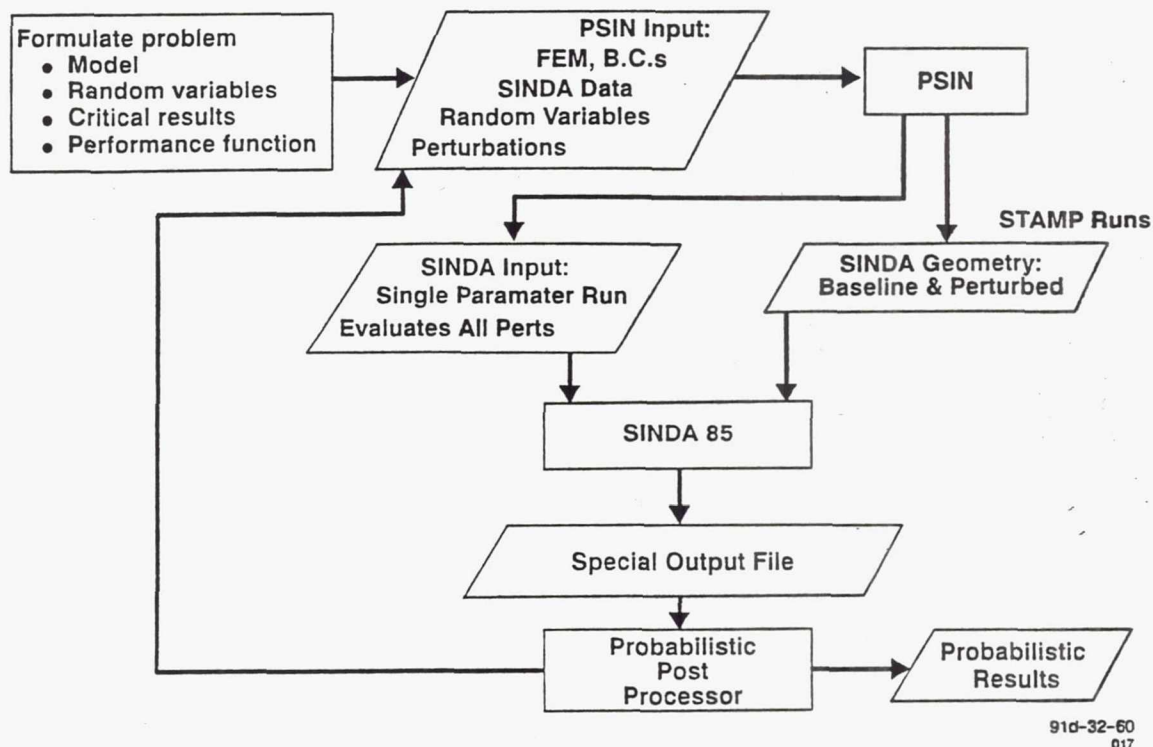 Formulate problem
• Model
• Random variables
• Critical results
• Performance function
PSIN Input:
FEM, B.C.s
SINDA Data
Random Variables
Perturbations
PSIN
STAMP Runs
SINDA Input:
Single Paramater Run
Evaluates All Perts
SINDA Geometry:
Baseline & Perturbed
SINDA 85
Special Output File
Probabilistic
Post
Processor
Probabilistic
Results
91d-32-60
017